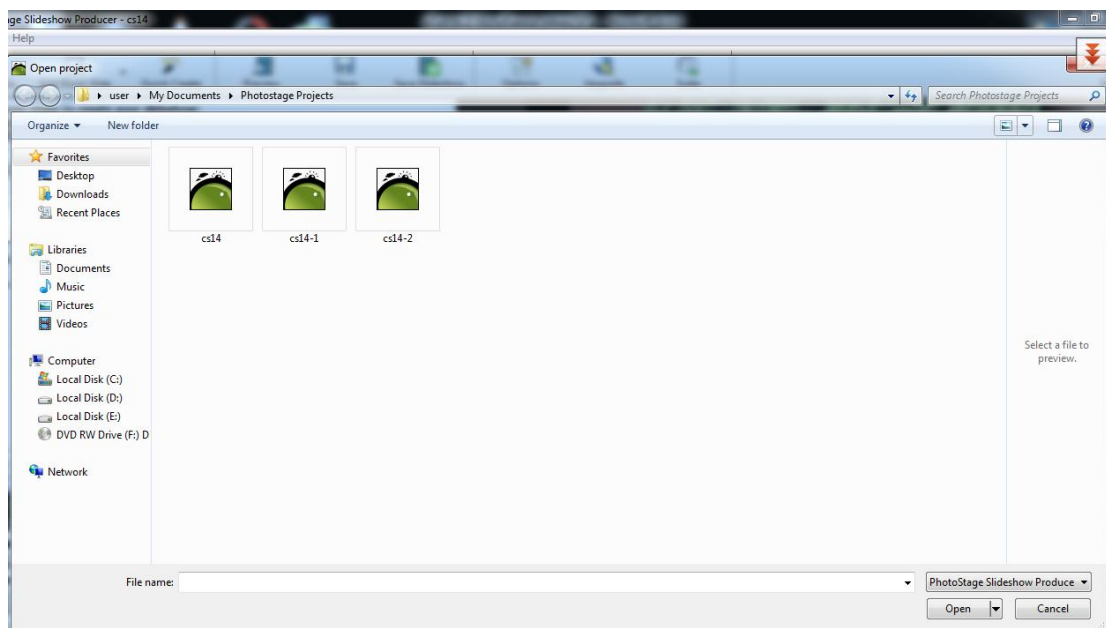 ge Slideshow Producer - cs14
Help
Open project
user ▸ My Documents ▸ Photostage Projects
Search Photostage Projects
Organize New folder
Favorites
Desktop
Downloads
Recent Places
Libraries
Documents
Music
Pictures
Videos
Computer
Local Disk (C:)
Local Disk (D:)
Local Disk (E:)
DVD RW Drive (F:) D
Network
cs14 cs14-1 cs14-2
Select a file to
preview.
File name:
PhotoStage Slideshow Produce
Open Cancel